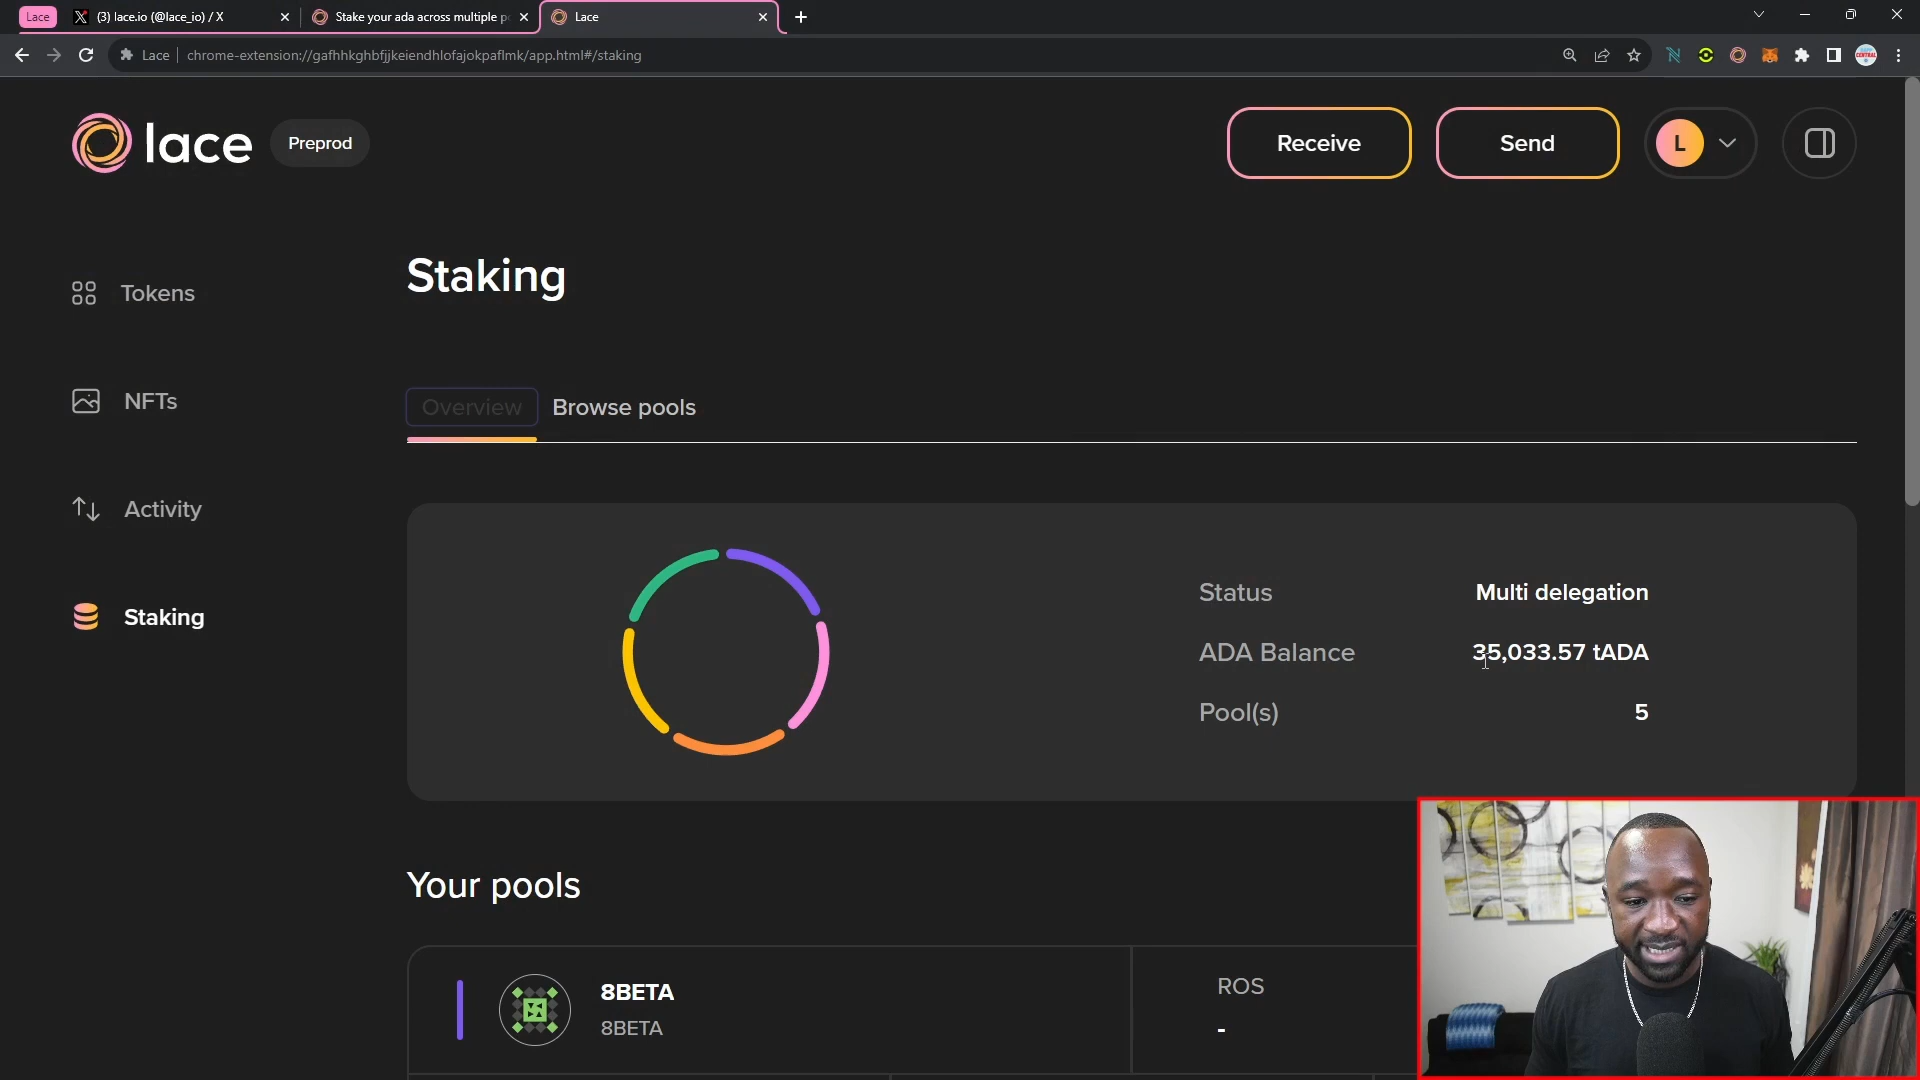 Lace
(3) lace.io (@lace_io) / X
Stake your ada across multiple p
Lace
Lace
chrome-extension://gafhhkghbfjjkeiendhlofajokpaflmk/app.html#/staking
lace
Preprod
Receive
Send
L
Tokens
NFTs
Activity
Staking
Staking
Overview
Browse pools
Status
Multi delegation
ADA Balance
35,033.57 tADA
Pool(s)
5
Your pools
8BETA
8BETA
ROS
-